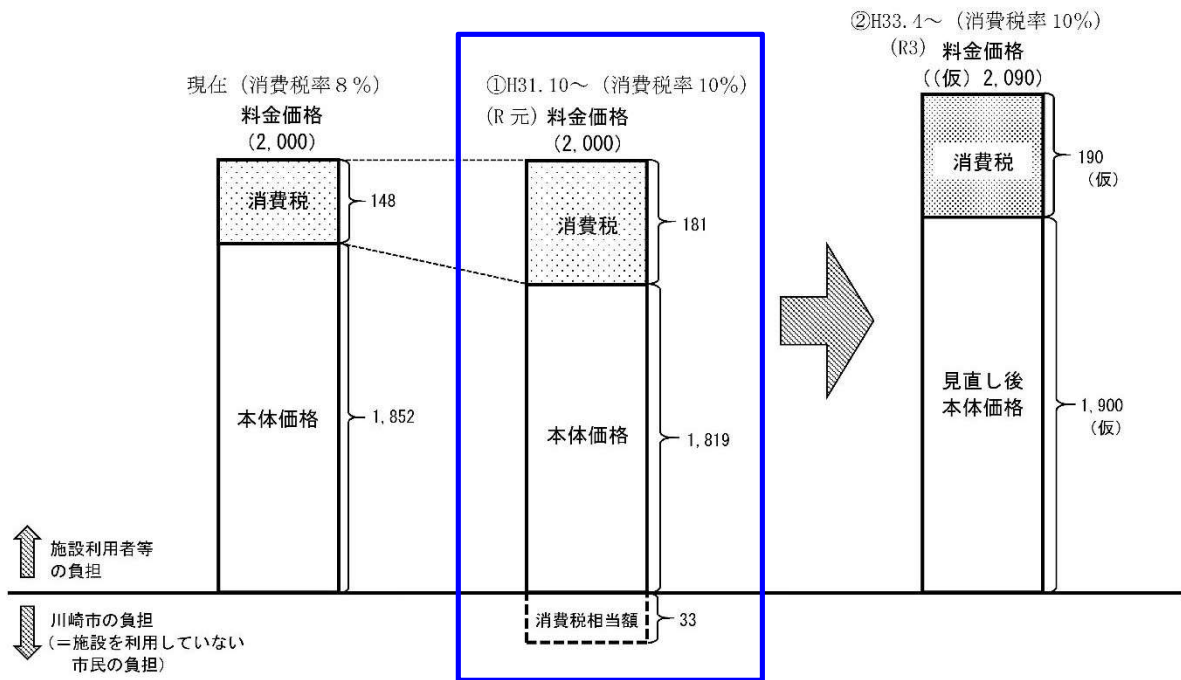 現在（消費税率８％）
料金価格
(2,000)
消費税
148
本体価格
1,852
①H31.10～（消費税率10％）
(R元) 料金価格
(2,000)
消費税
181
本体価格
1,819
消費税相当額
33
②H33.4～（消費税率10％）
(R3) 料金価格
((仮) 2,090)
消費税
190
(仮)
見直し後
本体価格
1,900
(仮)
施設利用者等
の負担
川崎市の負担
(＝施設を利用していない
市民の負担)